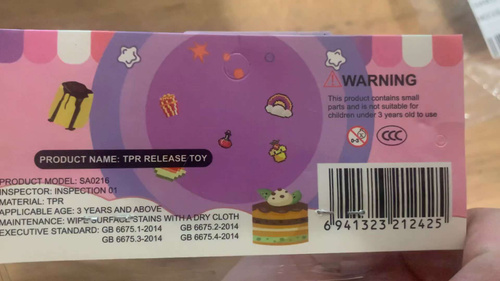 WARNING
This product contains small
parts and is not suitable for
children under 3 years old to use
0-3
CCC
PRODUCT NAME: TPR RELEASE TOY
PRODUCT MODEL: SA0216
INSPECTOR: INSPECTION 01
MATERIAL: TPR
APPLICABLE AGE: 3 YEARS AND ABOVE
MAINTENANCE: WIPE SURFACE STAINS WITH A DRY CLOTH
EXECUTIVE STANDARD: GB 6675.1-2014 GB 6675.2-2014
GB 6675.3-2014 GB 6675.4-2014
6 941323 212425